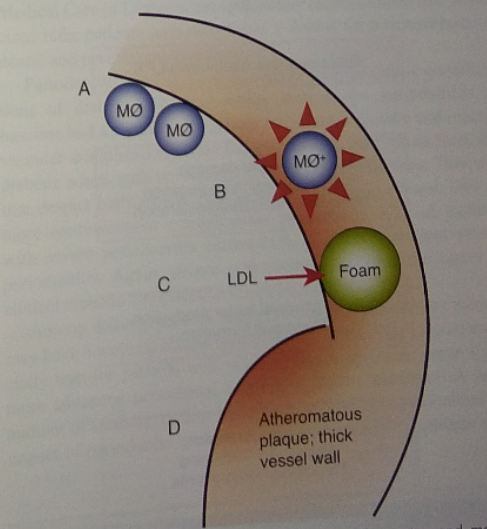 A
MØ
MØ
MØ+
B
C
LDL
Foam
D
Atheromatous
plaque; thick
vessel wall